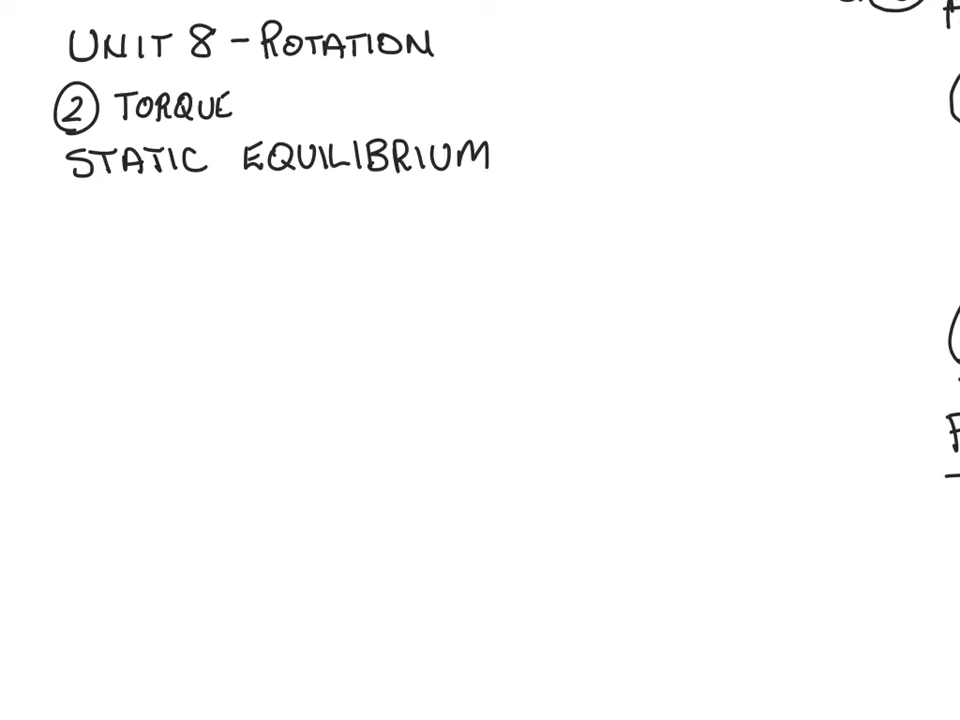 UNIT 8 - ROTATION
② TORQUE
STATIC EQUILIBRIUM